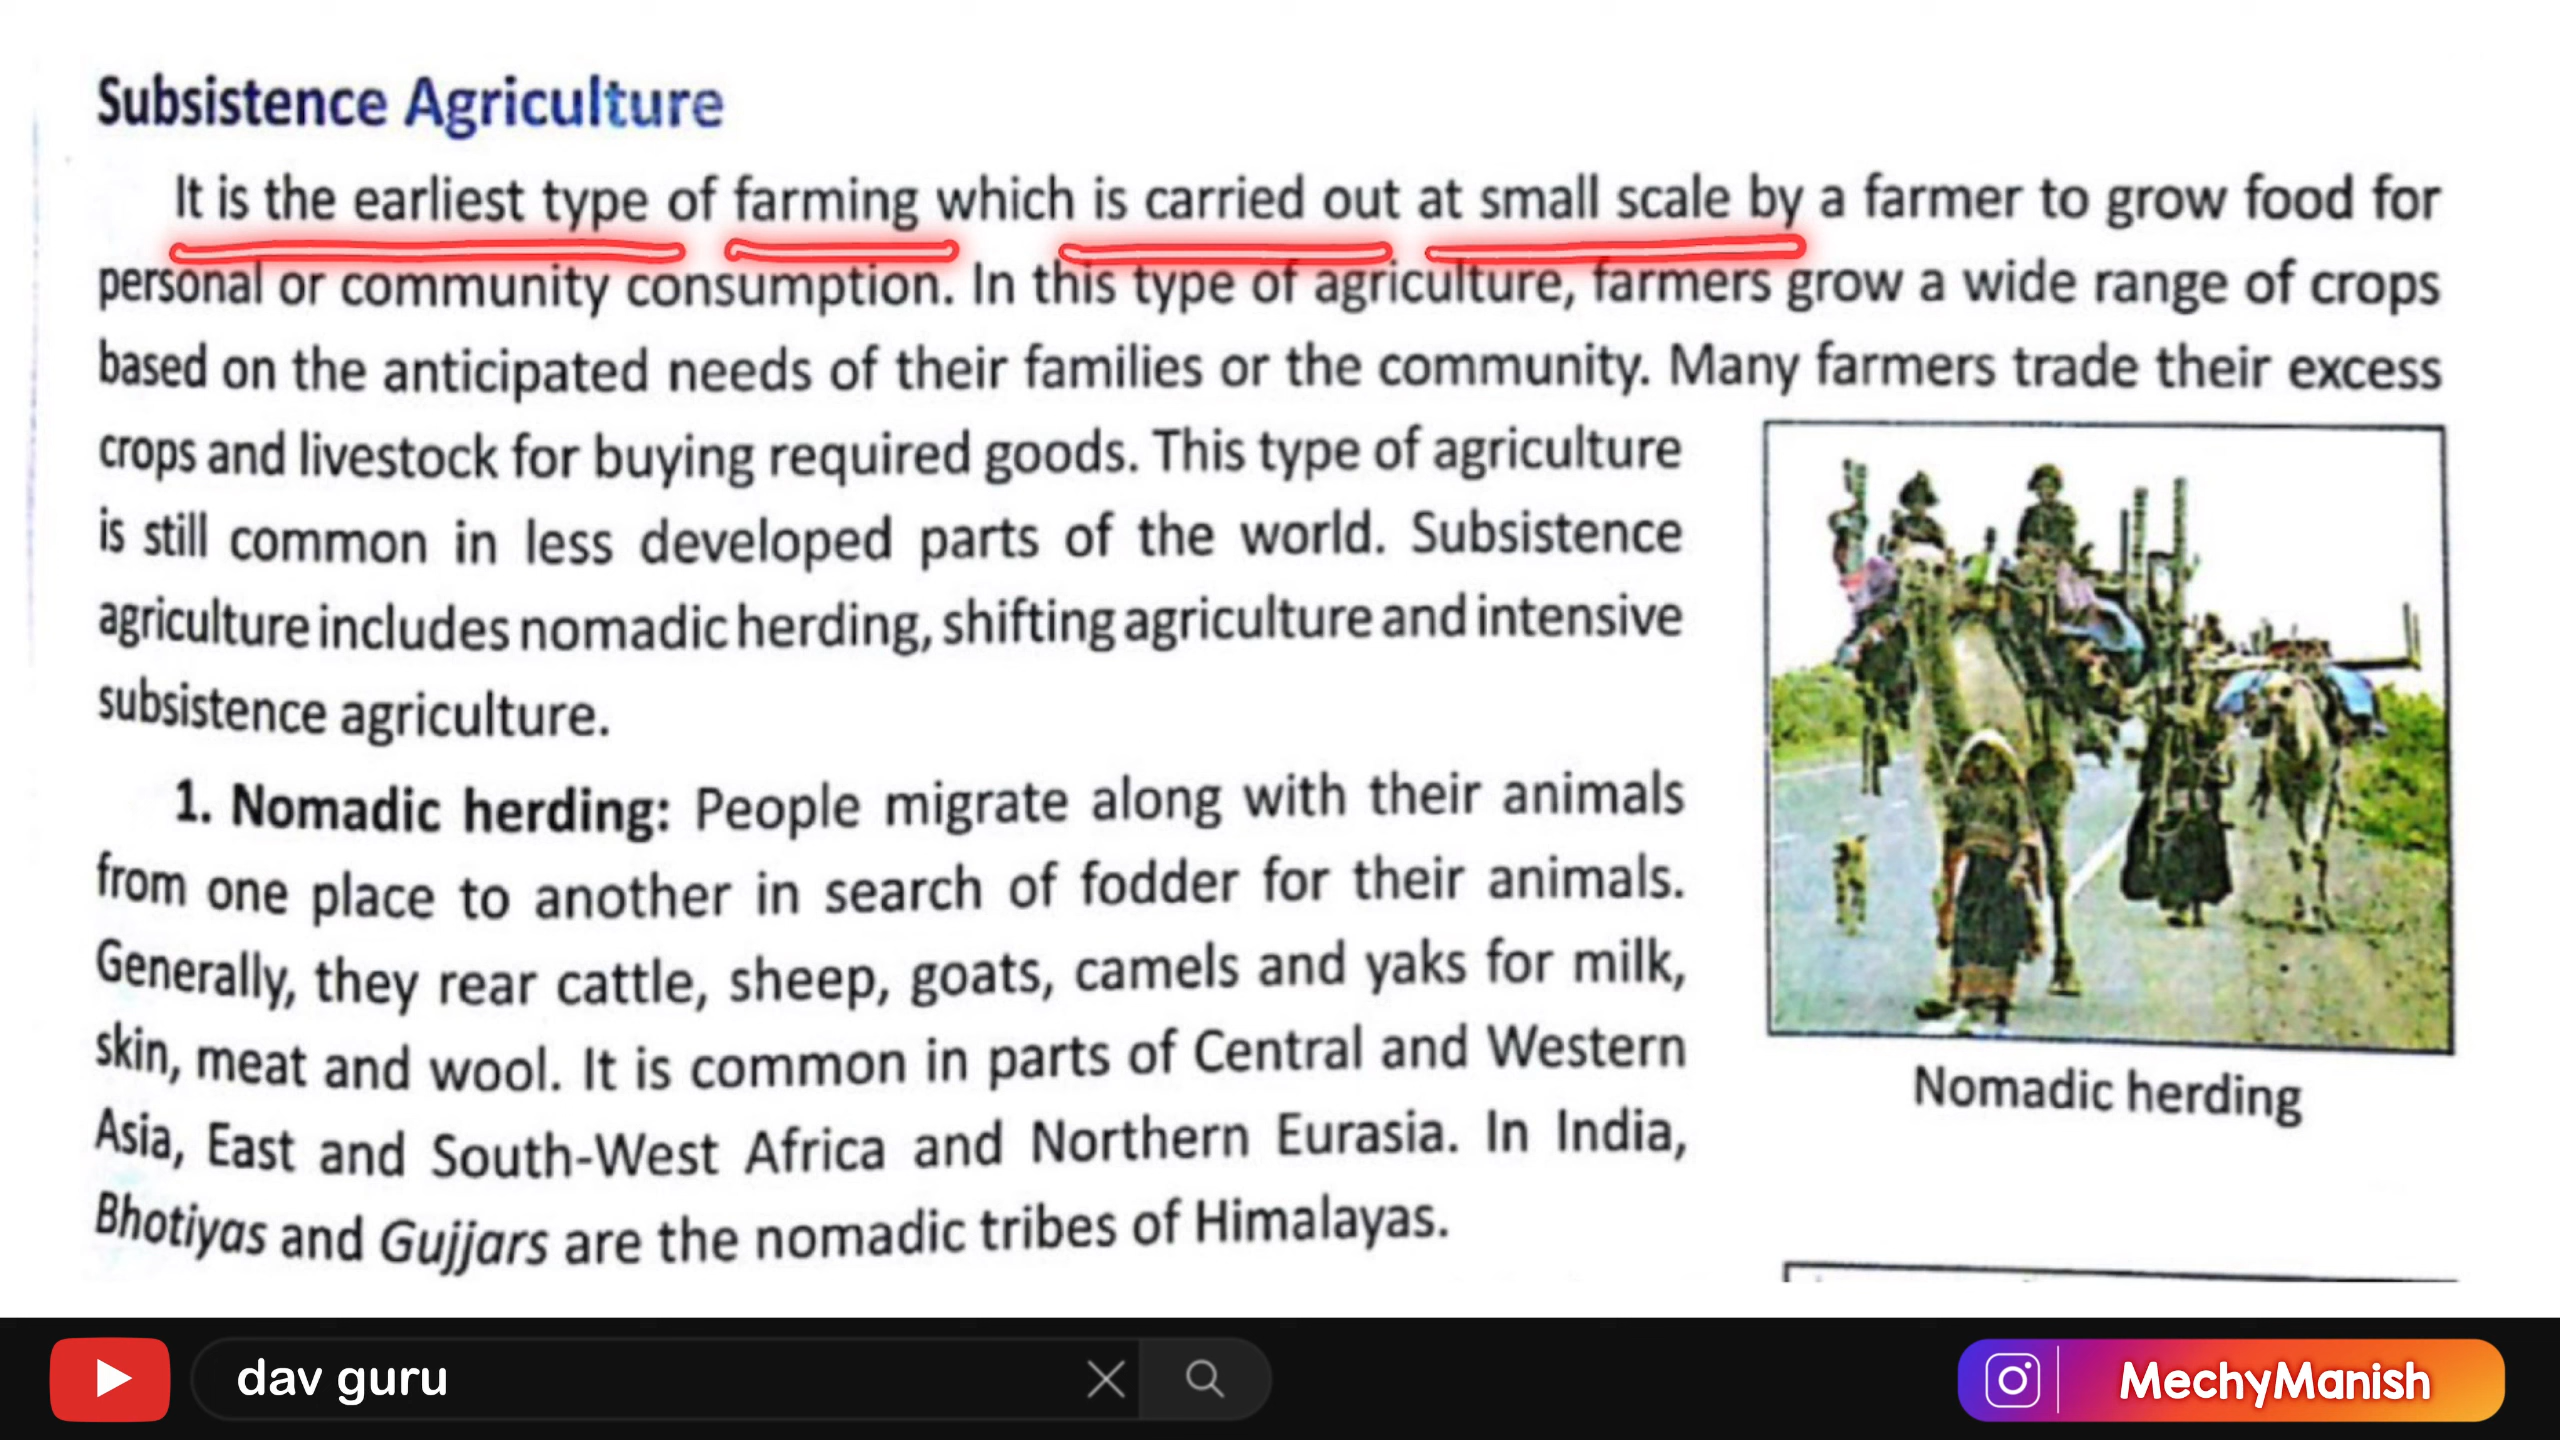 Subsistence Agriculture
It is the earliest type of farming which is carried out at small scale by a farmer to grow food for
personal or community consumption. In this type of agriculture, farmers grow a wide range of crops
based on the anticipated needs of their families or the community. Many farmers trade their excess
crops and livestock for buying required goods. This type of agriculture
is still common in less developed parts of the world. Subsistence
agriculture includes nomadic herding, shifting agriculture and intensive
subsistence agriculture.
1. Nomadic herding: People migrate along with their animals
from one place to another in search of fodder for their animals.
Generally, they rear cattle, sheep, goats, camels and yaks for milk,
skin, meat and wool. It is common in parts of Central and Western
Asia, East and South-West Africa and Northern Eurasia. In India,
Bhotiyas and Gujjars are the nomadic tribes of Himalayas.
Nomadic herding
dav guru
MechyManish